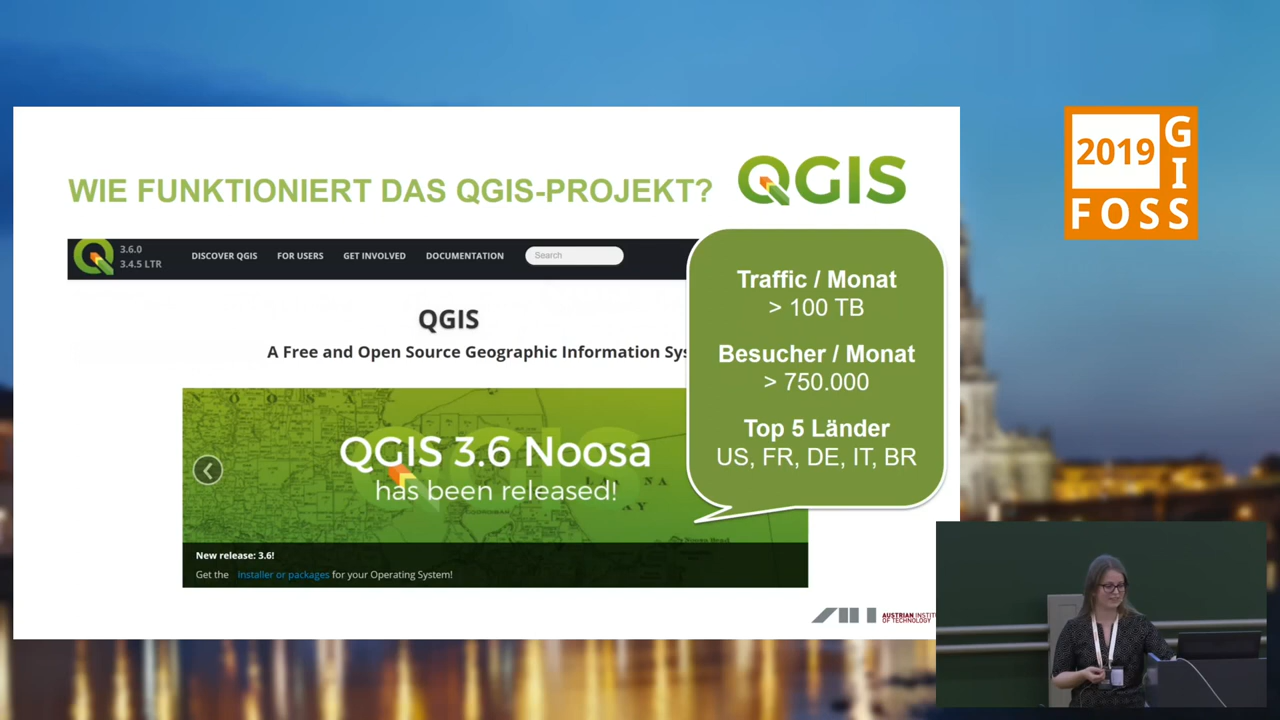 WIE FUNKTIONIERT DAS QGIS-PROJEKT?
QGIS
3.6.0
3.4.5 LTR
DISCOVER QGIS
FOR USERS
GET INVOLVED
DOCUMENTATION
Search
QGIS
A Free and Open Source Geographic Information Sys
QGIS 3.6 Noosa
has been released!
New release: 3.6!
Get the Installer or packages for your Operating System!
Traffic / Monat
> 100 TB
Besucher / Monat
> 750.000
Top 5 Länder
US, FR, DE, IT, BR
AIT
AUSTRIAN INSTIT
OF TECHNOLOGY
2019
GIS
FOSS